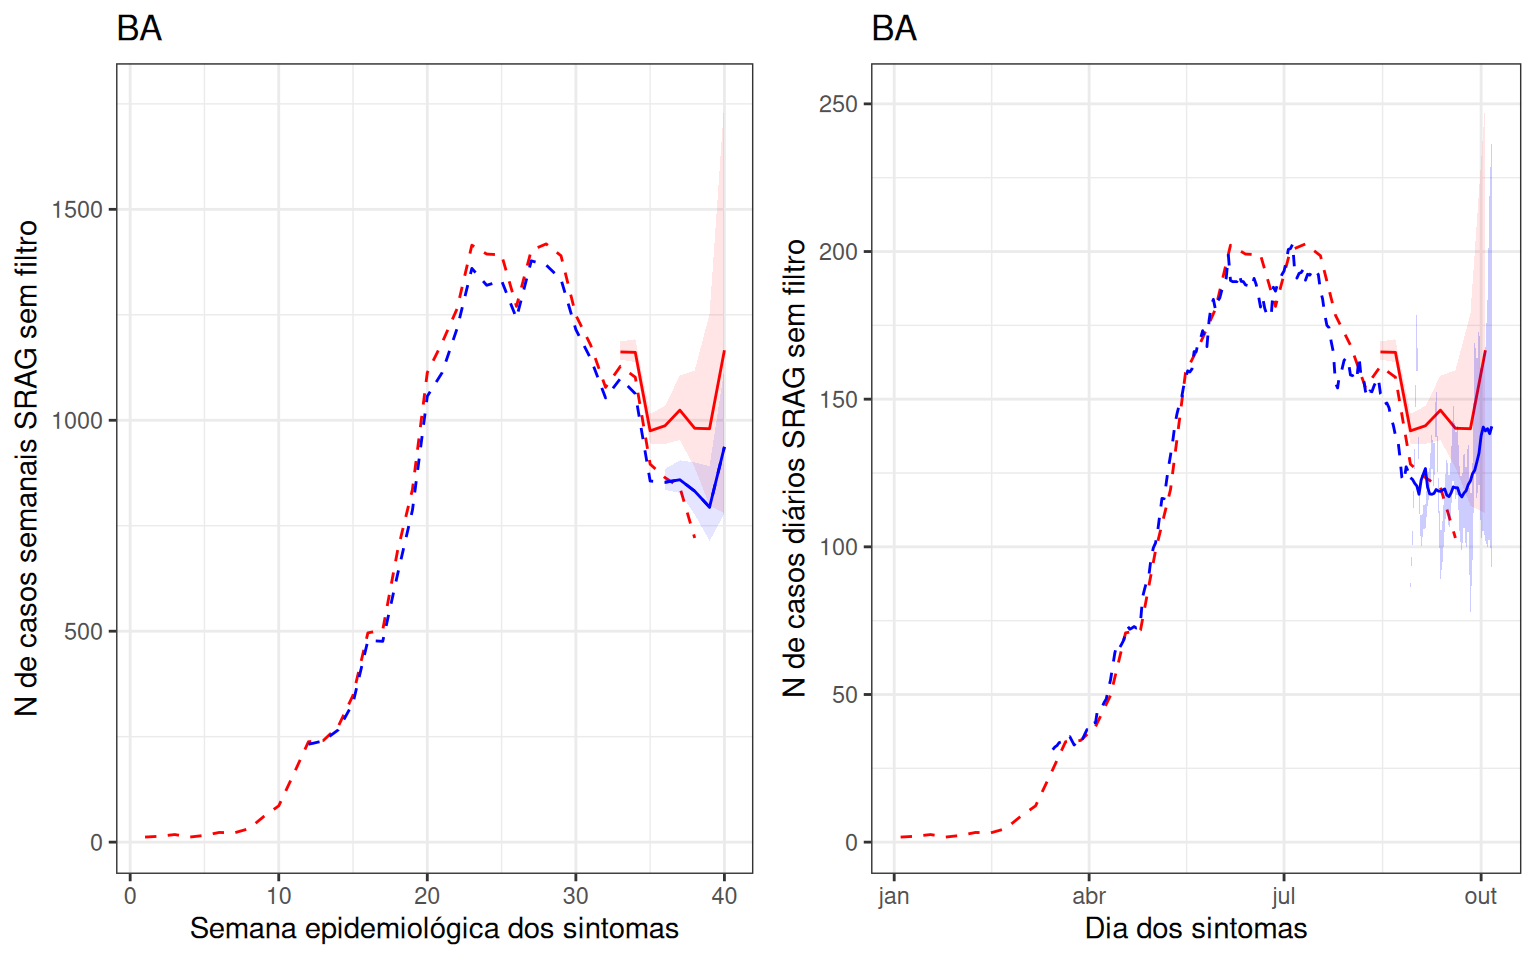 BA
N de casos semanais SRAG sem filtro
1500
1000
500
0
0 10 20 30 40
Semana epidemiológica dos sintomas
BA
N de casos diários SRAG sem filtro
250
200
150
100
50
0
jan abr jul out
Dia dos sintomas